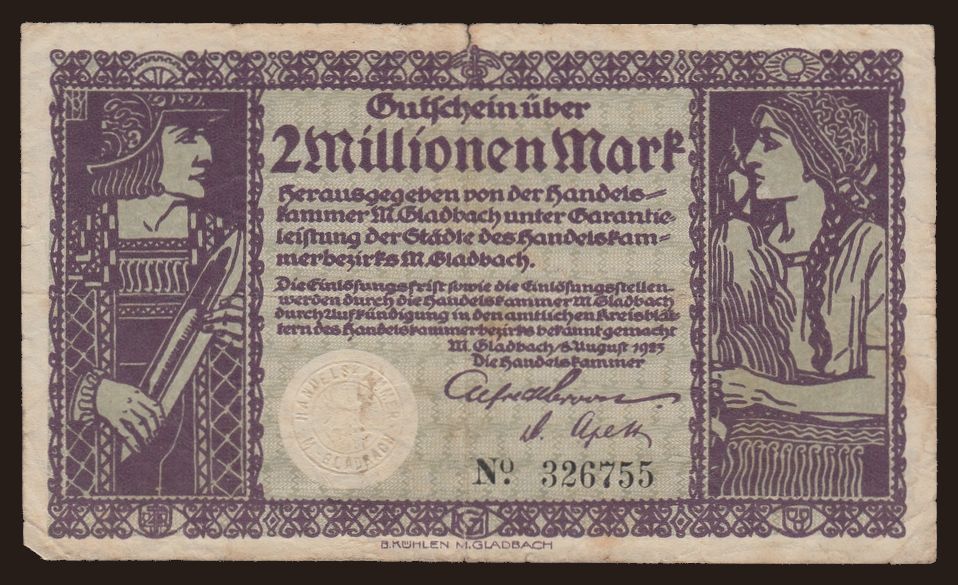 Gutschein über
2 Millionen Mark
Herausgegeben von der Handels-
kammer M.Gladbach unter Garantie-
leistung der Städte des Handelskam-
merbezirks M.Gladbach.
Die Einlösungsfrist sowie die Einlösungsstellen
werden durch die Handelskammer M.Gladbach
durch Aufkündigung in den amtlichen Kreisblät-
tern des Handelskammerbezirks bekannt gemacht
M.Gladbach, 8 August 1923
Die Handelskammer
HANDELSKAMMER
M. GLADBACH
No. 326755
B.KÜHLEN M.GLADBACH